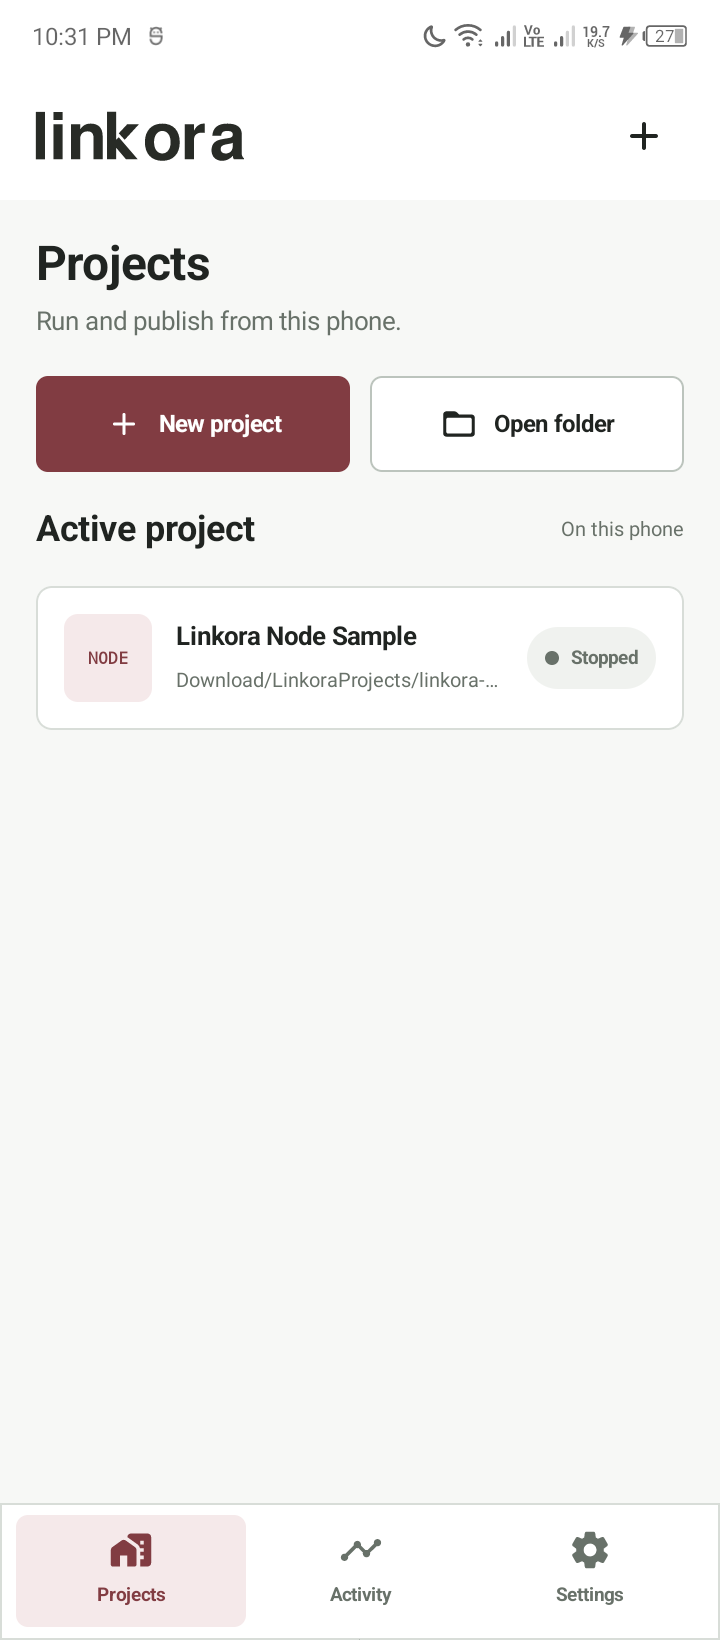 10:31 PM
Vo LTE
19.7 K/S
27
linkora
Projects
Run and publish from this phone.
New project
Open folder
Active project
On this phone
NODE
Linkora Node Sample
Download/LinkoraProjects/linkora-...
Stopped
Projects
Activity
Settings